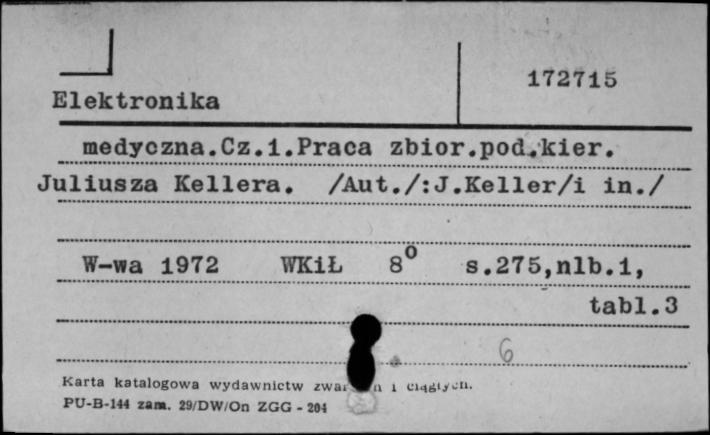 172715
Elektronika
medyczna.Cz.1.Praca zbior.pod.kier.
Juliusza Kellera. /Aut./:J.Keller/i in./
W-wa 1972 WKiŁ 8⁰ s.275,nlb.1,
tabl.3
6
Karta katalogowa wydawnictw i ciągłych.
PU-B-144 zam. 29/DW/On ZGG - 204